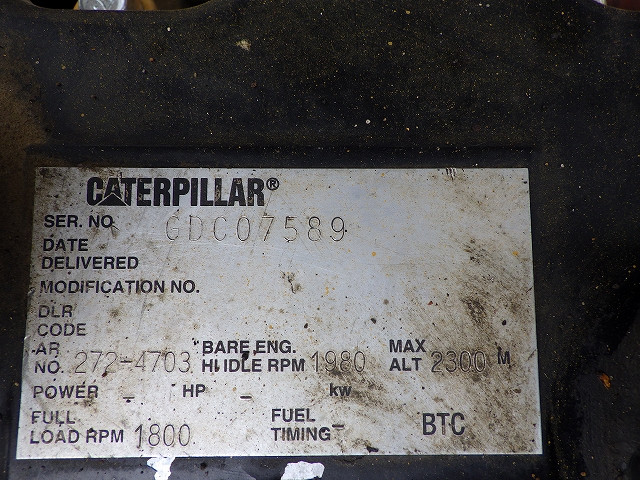 CATERPILLAR®
SER. NO GDC07589
DATE
DELIVERED
MODIFICATION NO.
DLR
CODE
AR BARE ENG. MAX
NO. 272-4703 HI IDLE RPM 1980 ALT 2300 M
POWER - HP - kw
FULL FUEL
LOAD RPM 1800 TIMING - BTC